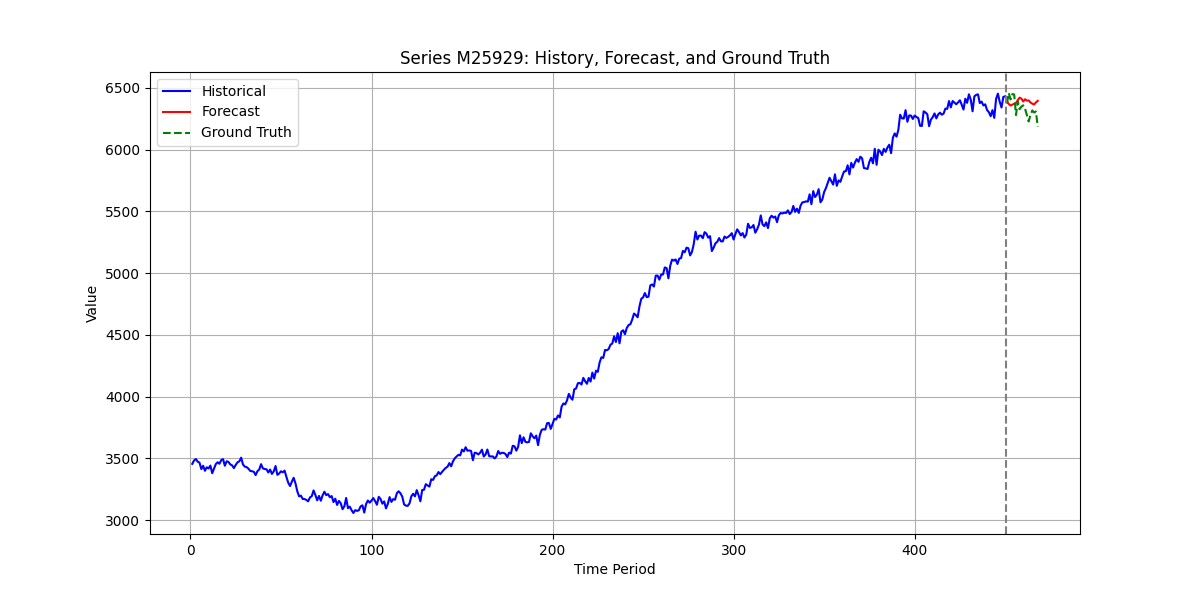 Series M25929: History, Forecast, and Ground Truth
Historical
Forecast
Ground Truth
6500
6000
5500
5000
4500
4000
3500
3000
Value
0
100
200
300
400
Time Period